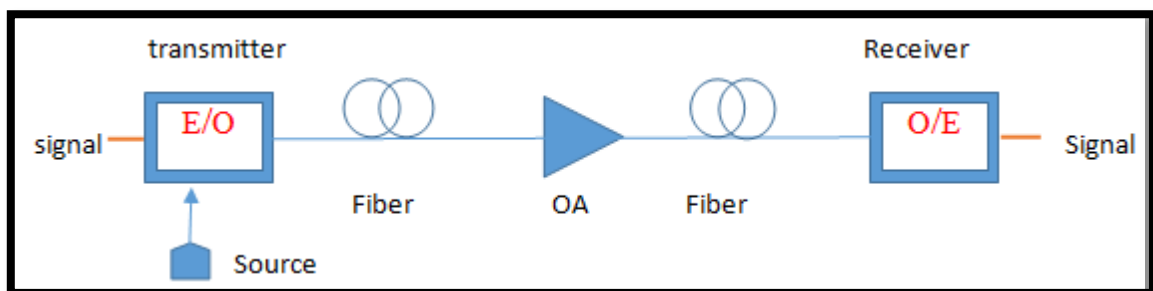 transmitter
Receiver
signal
E/O
O/E
Signal
Fiber
OA
Fiber
Source